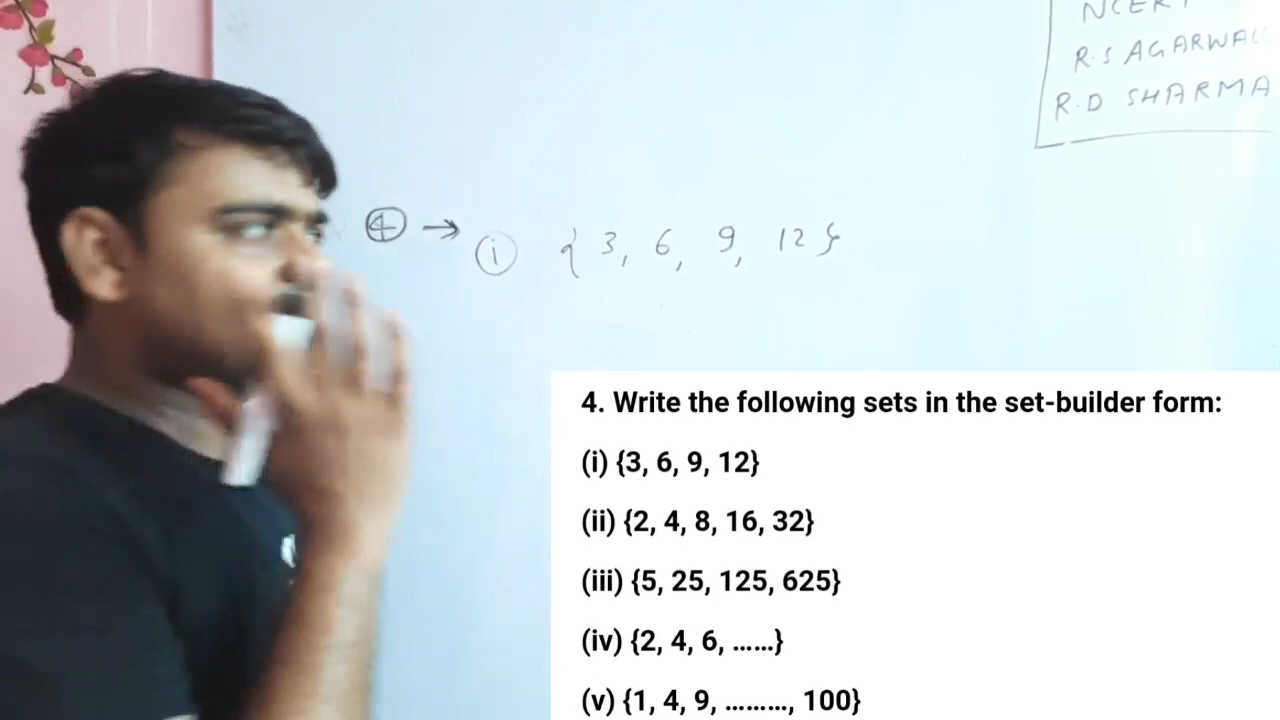 NCERT
R.S AGARWAL
R.D SHARMA
④ → ⓘ { 3, 6, 9, 12 }
4. Write the following sets in the set-builder form:
(i) {3, 6, 9, 12}
(ii) {2, 4, 8, 16, 32}
(iii) {5, 25, 125, 625}
(iv) {2, 4, 6, ......}
(v) {1, 4, 9, ........., 100}